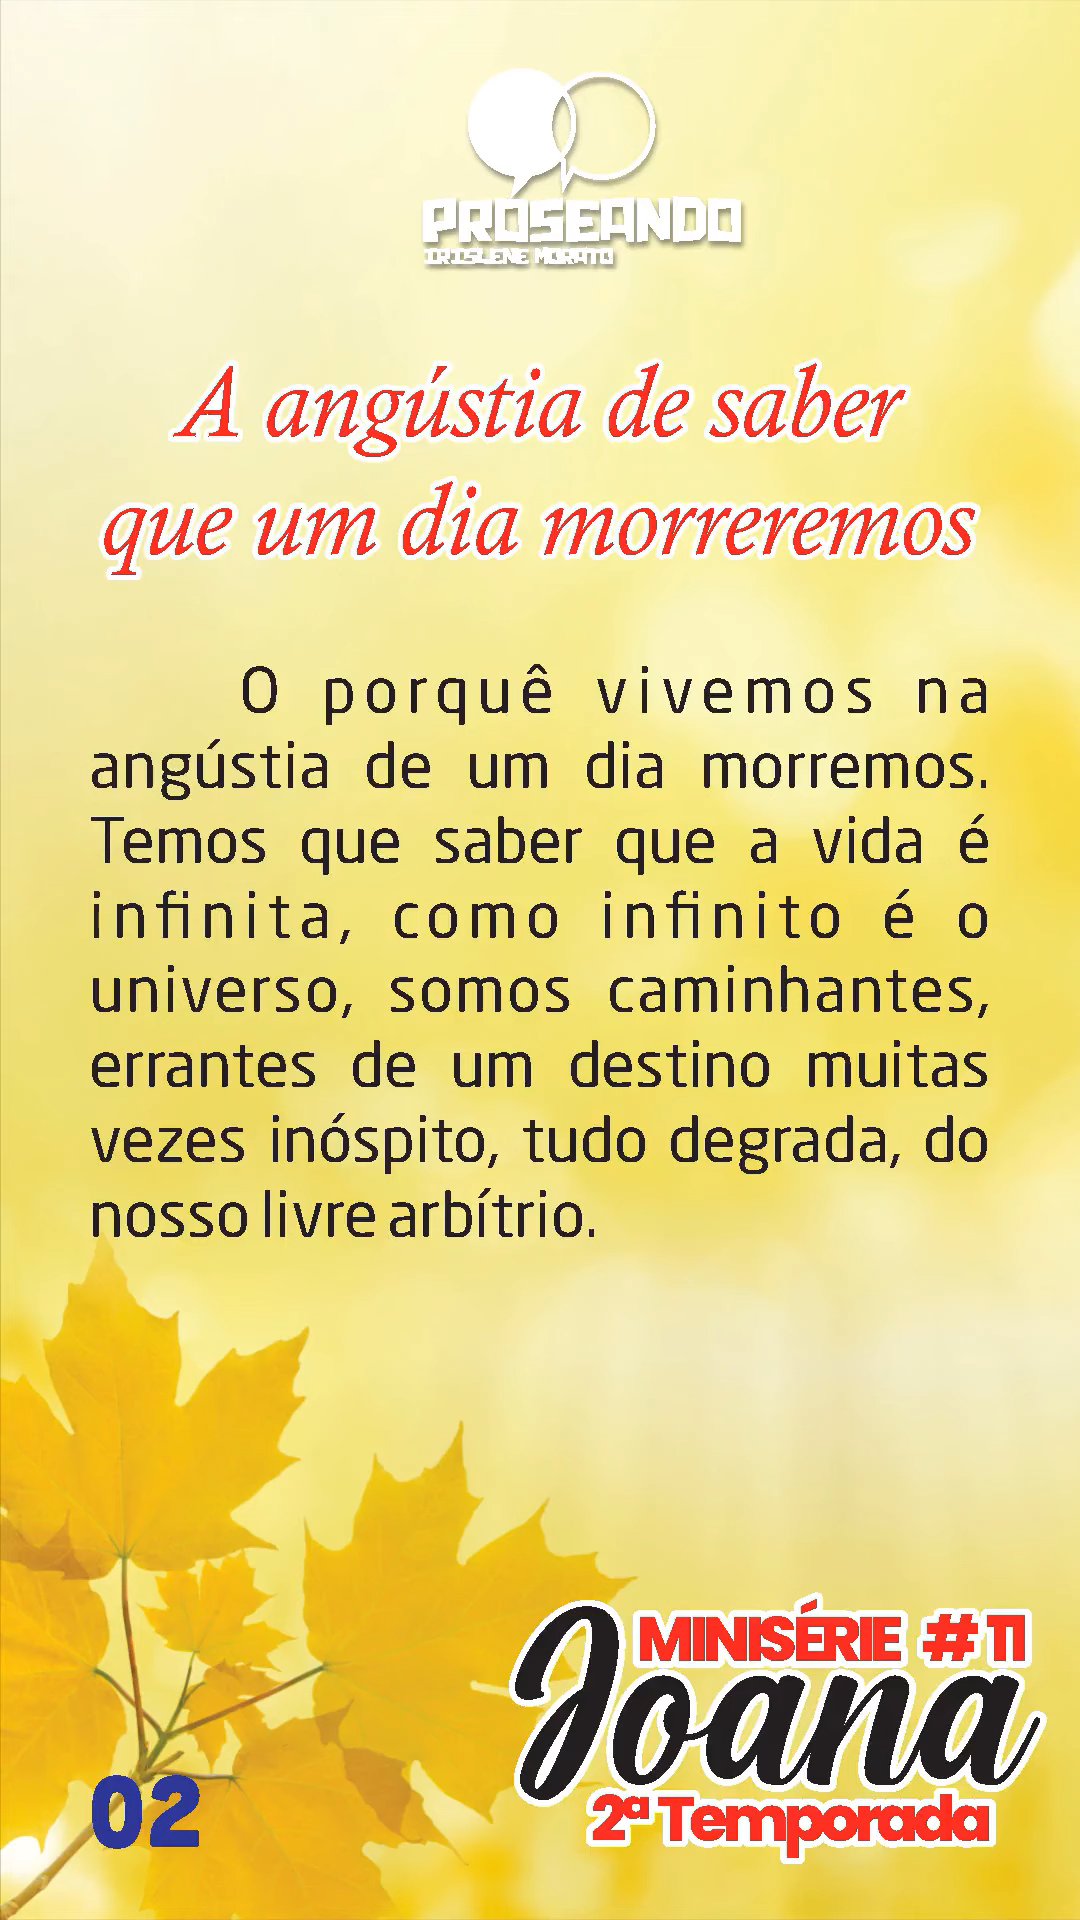 PROSEANDO
IRISLENE MORATO
A angústia de saber
que um dia morreremos
O porquê vivemos na
angústia de um dia morremos.
Temos que saber que a vida é
infinita, como infinito é o
universo, somos caminhantes,
errantes de um destino muitas
vezes inóspito, tudo degrada, do
nosso livre arbítrio.
MINISÉRIE #11
Joana
2ª Temporada
02